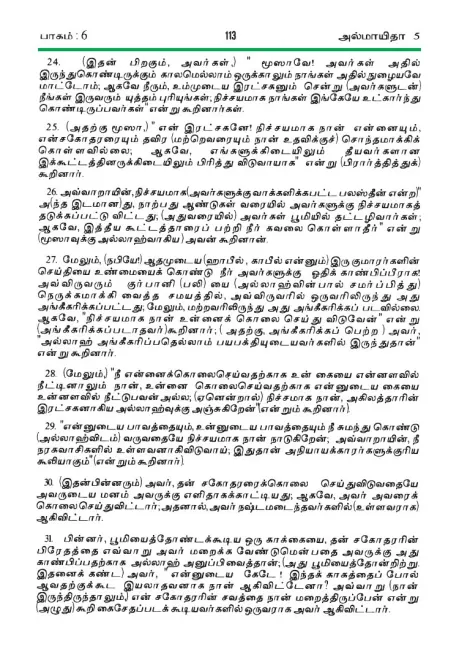 பாகம் : 6 113 அல்மாயிதா 5
24. (இதன் பிறகும், அவர்கள்,) " மூஸாவே! அவர்கள் அதில்
இருந்துகொண்டிருக்கும் காலமெல்லாம் ஒருக்காலும் நாங்கள் அதில் நுழையவே
மாட்டோம்; ஆகவே நீரும், உம்முடைய இரட்சகனும் சென்று (அவர்களுடன்)
நீங்கள் இருவரும் யுத்தம் புரியுங்கள்; நிச்சயமாக நாங்கள் இங்கேயே உட்கார்ந்து
கொண்டிருப்பவர்கள்" என்று கூறினார்கள்.
25. (அதற்கு மூஸா,) " என் இரட்சகனே! நிச்சயமாக நான் என்னையும்,
என்சகோதரரையும் தவிர (மற்றெவரையும் நான் உதவிக்குச்) சொந்தமாக்கிக்
கொள்ளவில்லை; ஆகவே, எங்களுக்கிடையிலும் தீயவர்களான
இக்கூட்டத்தினருக்கிடையிலும் பிரித்து விடுவாயாக" என்று (பிரார்த்தித்துக்)
கூறினார்.
26. அவ்வாறாயின், நிச்சயமாக(அவர்களுக்கு வாக்களிக்கப்பட்ட பலஸ்தீன் என்ற)"
அ(ந்த இடமான)து, நாற்பது ஆண்டுகள் வரையில் அவர்களுக்கு நிச்சயமாகத்
தடுக்கப்பட்டு விட்டது; (அதுவரையில்) அவர்கள் பூமியில் தட்டழிவார்கள்;
ஆகவே, இத்தீய கூட்டத்தாரைப் பற்றி நீர் கவலை கொள்ளாதீர்" என்று
(மூஸாவுக்கு அல்லாஹ்வாகிய) அவன் கூறினான்.
27. மேலும், (நபியே!) ஆதமுடைய (ஹாபீல், காபீல் என்னும்) இரு குமாரர்களின்
செய்தியை உண்மையைக் கொண்டு நீர் அவர்களுக்கு ஓதிக் காண்பிப்பீராக!
அவ்விருவரும் குர்பானி (பலி) யை (அல்லாஹ்வின்பால் சமர்ப்பித்து)
நெருக்கமாக்கி வைத்த சமயத்தில், அவ்விருவரில் ஒருவரிலிருந்து அது
அங்கீகரிக்கப்பட்டது; மேலும், மற்றவரிலிருந்து அது அங்கீகரிக்கப் படவில்லை.
ஆகவே, "நிச்சயமாக நான் உன்னைக் கொலை செய்து விடுவேன்" என்று
(அங்கீகரிக்கப்படாதவர்)கூறினார்; ( அதற்கு, அங்கீகரிக்கப் பெற்ற ) அவர்,
"அல்லாஹ் அங்கீகரிப்பதெல்லாம் பயபக்தியுடையவர்களில் இருந்துதான்"
என்று கூறினார்.
28. (மேலும்,) "நீ என்னைக்கொலைசெய்வதற்காக உன் கையை என்னளவில்
நீட்டினாலும் நான், உன்னை கொலைசெய்வதற்காக என்னுடைய கையை
உன்னளவில் நீட்டுபவன் அல்ல; (ஏனென்றால்) நிச்சயமாக நான், அகிலத்தாரின்
இரட்சகனாகிய அல்லாஹ்வுக்கு அஞ்சுகிறேன்"(என்றும் கூறினார்).
29. "என்னுடைய பாவத்தையும், உன்னுடைய பாவத்தையும் நீ சுமந்து கொண்டு
(அல்லாஹ்விடம்) வருவதையே நிச்சயமாக நான் நாடுகிறேன்; அவ்வாறாயின், நீ
நரகவாசிகளில் உள்ளவனாகிவிடுவாய்; இதுதான் அநியாயக்காரர்களுக்குரிய
கூலியாகும்"(என்றும் கூறினார்).
30. (இதன்பின்னரும்) அவர், தன் சகோதரரைக்கொலை செய்துவிடுவதையே
அவருடைய மனம் அவருக்கு எளிதாக்காட்டியது; ஆகவே, அவர் அவரைக்
கொலைசெய்துவிட்டார்; அதனால், அவர் நஷ்டமடைந்தவர்களில் (உள்ளவராக)
ஆகிவிட்டார்.
31. பின்னர், பூமியைத்தோண்டக்கூடிய ஒரு காக்கையை, தன் சகோதரரின்
பிரேதத்தை எவ்வாறு அவர் மறைக்க வேண்டுமென்பதை அவருக்கு அது
காண்பிப்பதற்காக அல்லாஹ் அனுப்பிவைத்தான்; (அது பூமியைத்தோன்றிற்று.
இதனைக் கண்ட) அவர், "என்னுடைய கேடே ! இந்தக் காகத்தைப் போல்
ஆவதற்குக்கூட இயலாதவனாக நான் ஆகிவிட்டேனா? அவ்வாறு (நான்
இருந்திருந்தாலும்,) என் சகோதரரின் சவத்தை நான் மறைத்திருப்பேன் என்று
(அழுது) கூறி கைசேதப்படக் கூடியவர்களில் ஒருவராக அவர் ஆகிவிட்டார்.